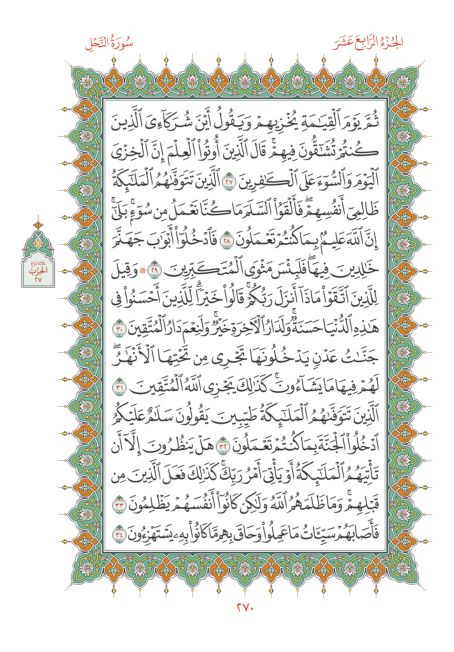 الجُزْءُ الرَّابِعَ عَشَرَ
سُورَةُ النَّحْلِ
ثُمَّ يَوْمَ ٱلْقِيَٰمَةِ يُخْزِيهِمْ وَيَقُولُ أَيْنَ شُرَكَآءِىَ ٱلَّذِينَ
كُنتُمْ تُشَٰٓقُّونَ فِيهِمْ ۚ قَالَ ٱلَّذِينَ أُوتُوا۟ ٱلْعِلْمَ إِنَّ ٱلْخِزْىَ
ٱلْيَوْمَ وَٱلسُّوٓءَ عَلَى ٱلْكَٰفِرِينَ ٢٧ ٱلَّذِينَ تَتَوَفَّىٰهُمُ ٱلْمَلَٰٓئِكَةُ
ظَالِمِىٓ أَنفُسِهِمْ ۖ فَأَلْقَوُا۟ ٱلسَّلَمَ مَا كُنَّا نَعْمَلُ مِن سُوٓءٍۭ ۚ بَلَىٰٓ
إِنَّ ٱللَّهَ عَلِيمٌۢ بِمَا كُنتُمْ تَعْمَلُونَ ٢٨ فَٱدْخُلُوٓا۟ أَبْوَٰبَ جَهَنَّمَ
خَٰلِدِينَ فِيهَا ۖ فَلَبِئْسَ مَثْوَى ٱلْمُتَكَبِّرِينَ ٢٩ ۞ وَقِيلَ
لِلَّذِينَ ٱتَّقَوْا۟ مَاذَآ أَنزَلَ رَبُّكُمْ ۚ قَالُوا۟ خَيْرًا ۗ لِّلَّذِينَ أَحْسَنُوا۟ فِى
هَٰذِهِ ٱلدُّنْيَا حَسَنَةٌ ۚ وَلَدَارُ ٱلْـَٔاخِرَةِ خَيْرٌ ۚ وَلَنِعْمَ دَارُ ٱلْمُتَّقِينَ ٣٠
جَنَّٰتُ عَدْنٍ يَدْخُلُونَهَا تَجْرِى مِن تَحْتِهَا ٱلْأَنْهَٰرُ ۖ
لَهُمْ فِيهَا مَا يَشَآءُونَ ۚ كَذَٰلِكَ يَجْزِى ٱللَّهُ ٱلْمُتَّقِينَ ٣١
ٱلَّذِينَ تَتَوَفَّىٰهُمُ ٱلْمَلَٰٓئِكَةُ طَيِّبِينَ ۙ يَقُولُونَ سَلَٰمٌ عَلَيْكُمُ
ٱدْخُلُوا۟ ٱلْجَنَّةَ بِمَا كُنتُمْ تَعْمَلُونَ ٣٢ هَلْ يَنظُرُونَ إِلَّآ أَن
تَأْتِيَهُمُ ٱلْمَلَٰٓئِكَةُ أَوْ يَأْتِىَ أَمْرُ رَبِّكَ ۚ كَذَٰلِكَ فَعَلَ ٱلَّذِينَ مِن
قَبْلِهِمْ ۚ وَمَا ظَلَمَهُمُ ٱللَّهُ وَلَٰكِن كَانُوٓا۟ أَنفُسَهُمْ يَظْلِمُونَ ٣٣
فَأَصَابَهُمْ سَيِّـَٔاتُ مَا عَمِلُوا۟ وَحَاقَ بِهِم مَّا كَانُوا۟ بِهِۦ يَسْتَهْزِءُونَ ٣٤
الحِزْبُ
٢٧
٢٧٠